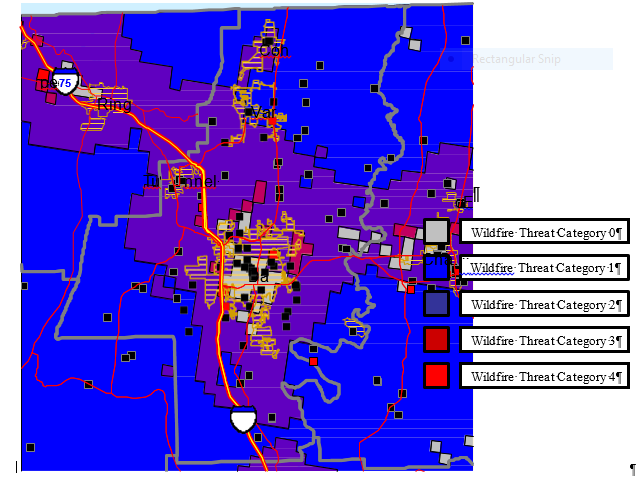 Rectangular Snip
75
Ring
Tunnel
Wildfire Threat Category 0¶
Wildfire Threat Category 1¶
Wildfire Threat Category 2¶
Wildfire Threat Category 3¶
Wildfire Threat Category 4¶
¶